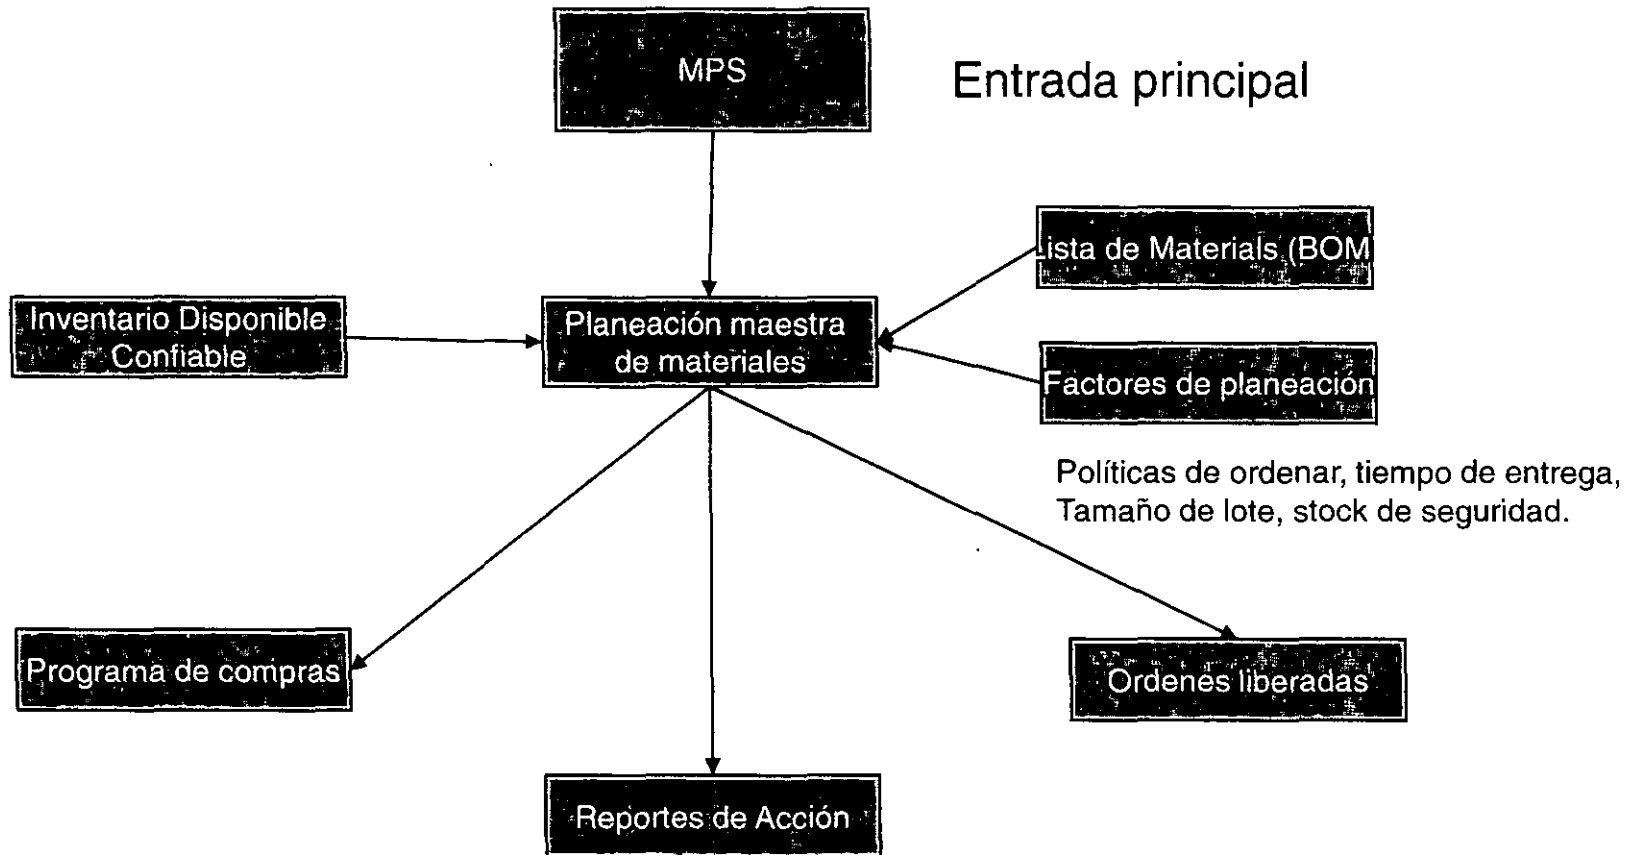 MPS
Entrada principal
Lista de Materials (BOM
Inventario Disponible
Confiable
Planeación maestra
de materiales
Factores de planeación
Políticas de ordenar, tiempo de entrega,
Tamaño de lote, stock de seguridad.
Programa de compras
Ordenes liberadas
Reportes de Acción